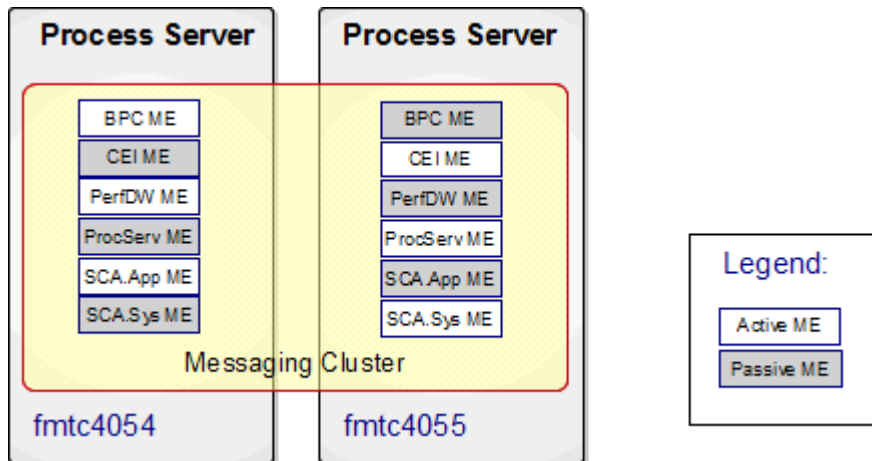 Process Server
BPC ME
CEI ME
PerfDW ME
ProcServ ME
SCA.App ME
SCA.Sys ME
fmtc4054
Process Server
BPC ME
CEI ME
PerfDW ME
ProcServ ME
SCA.App ME
SCA.Sys ME
fmtc4055
Messaging Cluster
Legend:
Active ME
Passive ME